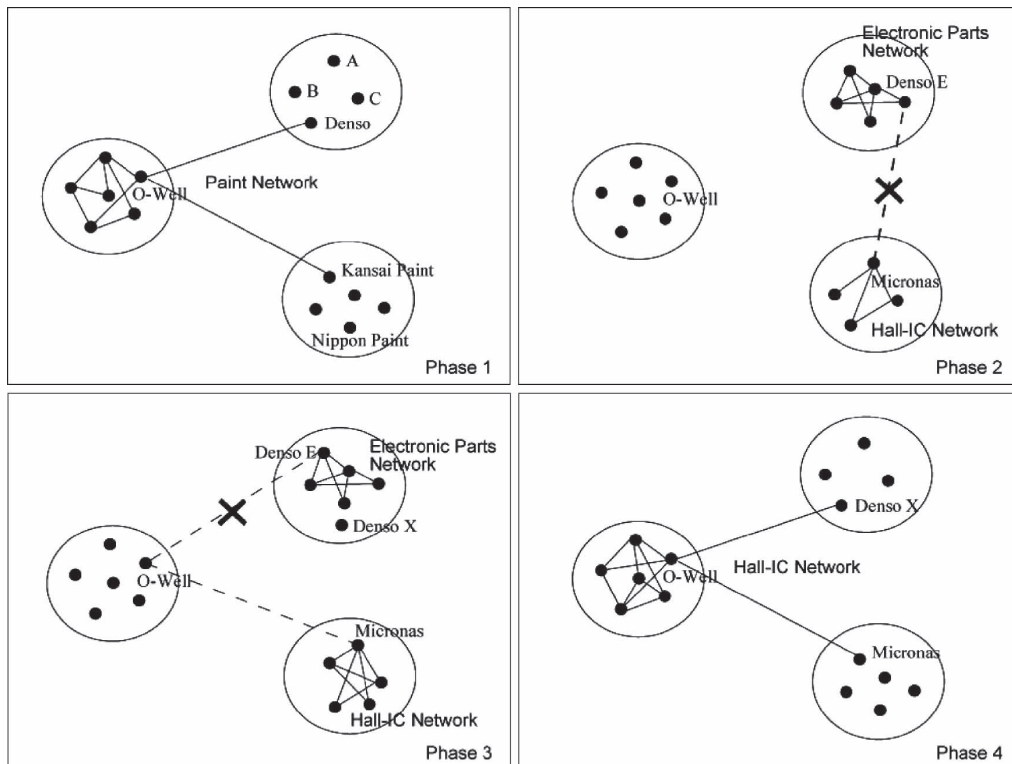 A
B
C
Denso
O-Well
Paint Network
Kansai Paint
Nippon Paint
Phase 1
Electronic Parts
Network
Denso E
O-Well
Micronas
Hall-IC Network
Phase 2
Denso E
Electronic Parts
Network
Denso X
O-Well
Micronas
Hall-IC Network
Phase 3
Denso X
Hall-IC Network
O-Well
Micronas
Phase 4